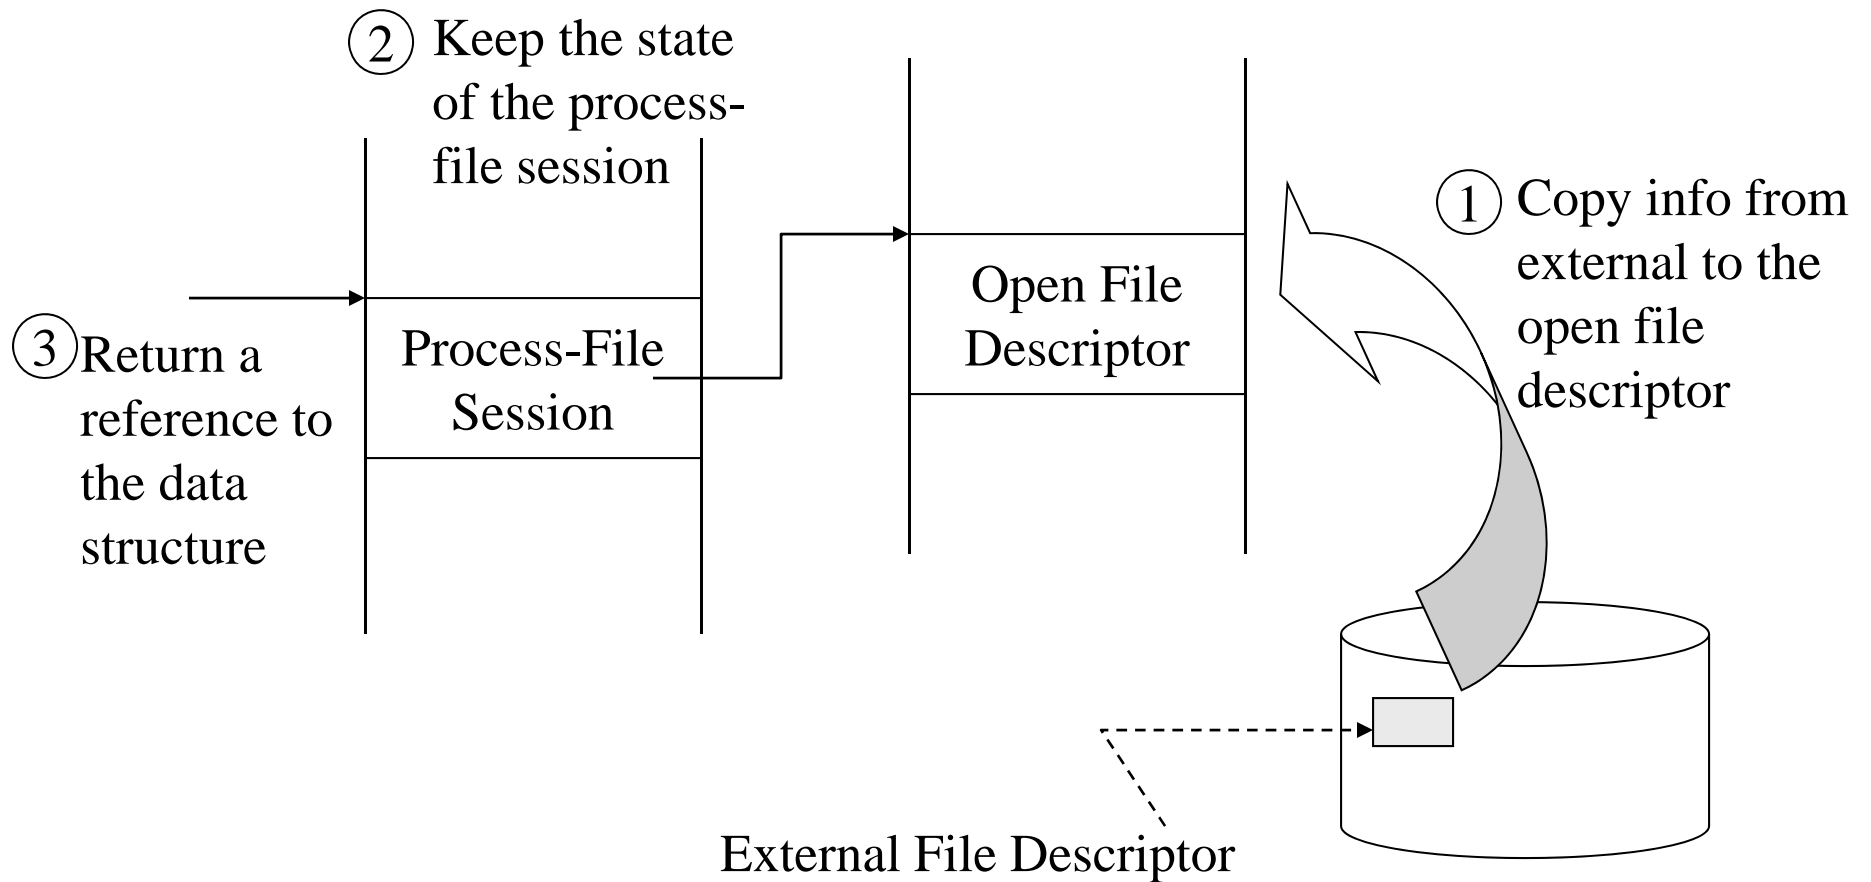 2 Keep the state
of the process-
file session
1 Copy info from
external to the
open file
descriptor
Open File
Descriptor
3 Return a
reference to
the data
structure
Process-File
Session
External File Descriptor